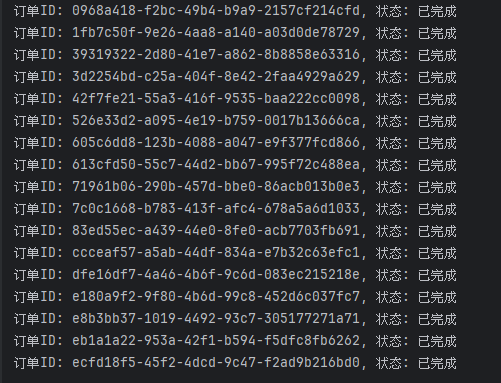 订单ID: 0968a418-f2bc-49b4-b9a9-2157cf214cfd, 状态: 已完成
订单ID: 1fb7c50f-9e26-4aa8-a140-a03d0de78729, 状态: 已完成
订单ID: 39319322-2d80-41e7-a862-8b8858e63316, 状态: 已完成
订单ID: 3d2254bd-c25a-404f-8e42-2faa4929a629, 状态: 已完成
订单ID: 42f7fe21-55a3-416f-9535-baa222cc0098, 状态: 已完成
订单ID: 526e33d2-a095-4e19-b759-0017b13666ca, 状态: 已完成
订单ID: 605c6dd8-123b-4088-a047-e9f377fcd866, 状态: 已完成
订单ID: 613cfd50-55c7-44d2-bb67-995f72c488ea, 状态: 已完成
订单ID: 71961b06-290b-457d-bbe0-86acb013b0e3, 状态: 已完成
订单ID: 7c0c1668-b783-413f-afc4-678a5a6d1033, 状态: 已完成
订单ID: 83ed55ec-a439-44e0-8fe0-acb7703fb691, 状态: 已完成
订单ID: ccceaf57-a5ab-44df-834a-e7b32c63efc1, 状态: 已完成
订单ID: dfe16df7-4a46-4b6f-9c6d-083ec215218e, 状态: 已完成
订单ID: e180a9f2-9f80-4b6d-99c8-452d6c037fc7, 状态: 已完成
订单ID: e8b3bb37-1019-4492-93c7-305177271a71, 状态: 已完成
订单ID: eb1a1a22-953a-42f1-b594-f5dfc8fb6262, 状态: 已完成
订单ID: ecfd18f5-45f2-4dcd-9c47-f2ad9b216bd0, 状态: 已完成